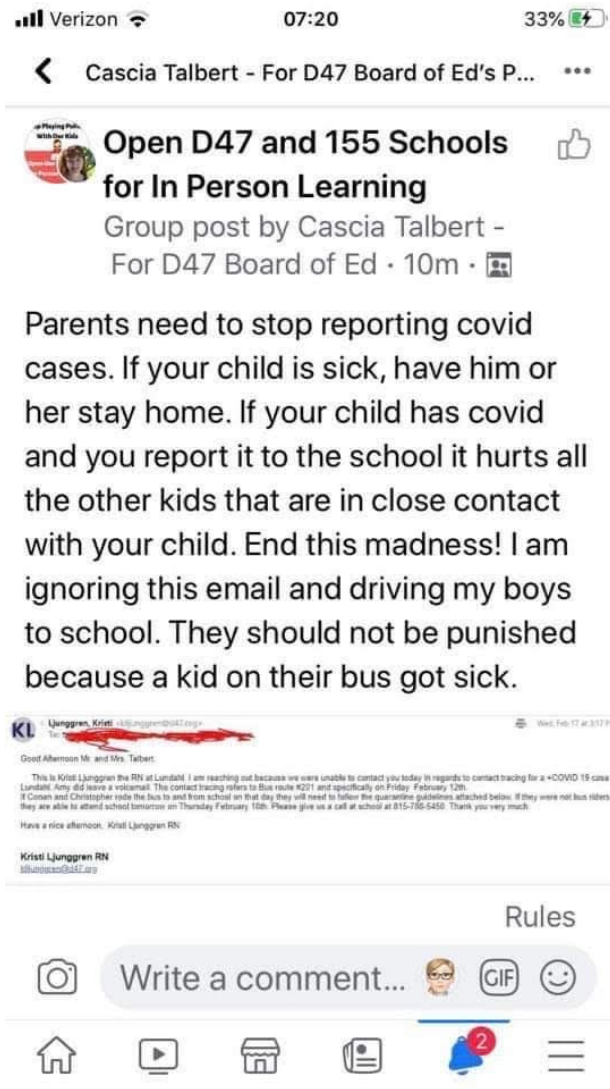 Verizon
07:20
33%
Cascia Talbert - For D47 Board of Ed's P...
Open D47 and 155 Schools
for In Person Learning
Group post by Cascia Talbert -
For D47 Board of Ed · 10m ·
Parents need to stop reporting covid
cases. If your child is sick, have him or
her stay home. If your child has covid
and you report it to the school it hurts all
the other kids that are in close contact
with your child. End this madness! I am
ignoring this email and driving my boys
to school. They should not be punished
because a kid on their bus got sick.
KL
Ljunggren, Kristi
Wed, Feb 17 at 3:17 P
To:
Good Afternoon Mr. and Mrs. Talbert,
This is Kristi Ljunggren the RN at Lundahl. I am reaching out because we were unable to contact you today in regards to contact tracing for a +COVID 19 case
Lundahl. Amy did leave a voicemail. The contact tracing refers to Bus route #221 and specifically on Friday February 12th.
If Conan and Christopher rode the bus to and from school on that day they will need to follow the quarantine guidelines attached below. If they were not bus riders
they are able to attend school tomorrow on Thursday February 18th. Please give us a call at school at 815-788-5450 Thank you very much
Have a nice afternoon, Kristi Ljunggren RN
Kristi Ljunggren RN
Rules
Write a comment...
GIF
2